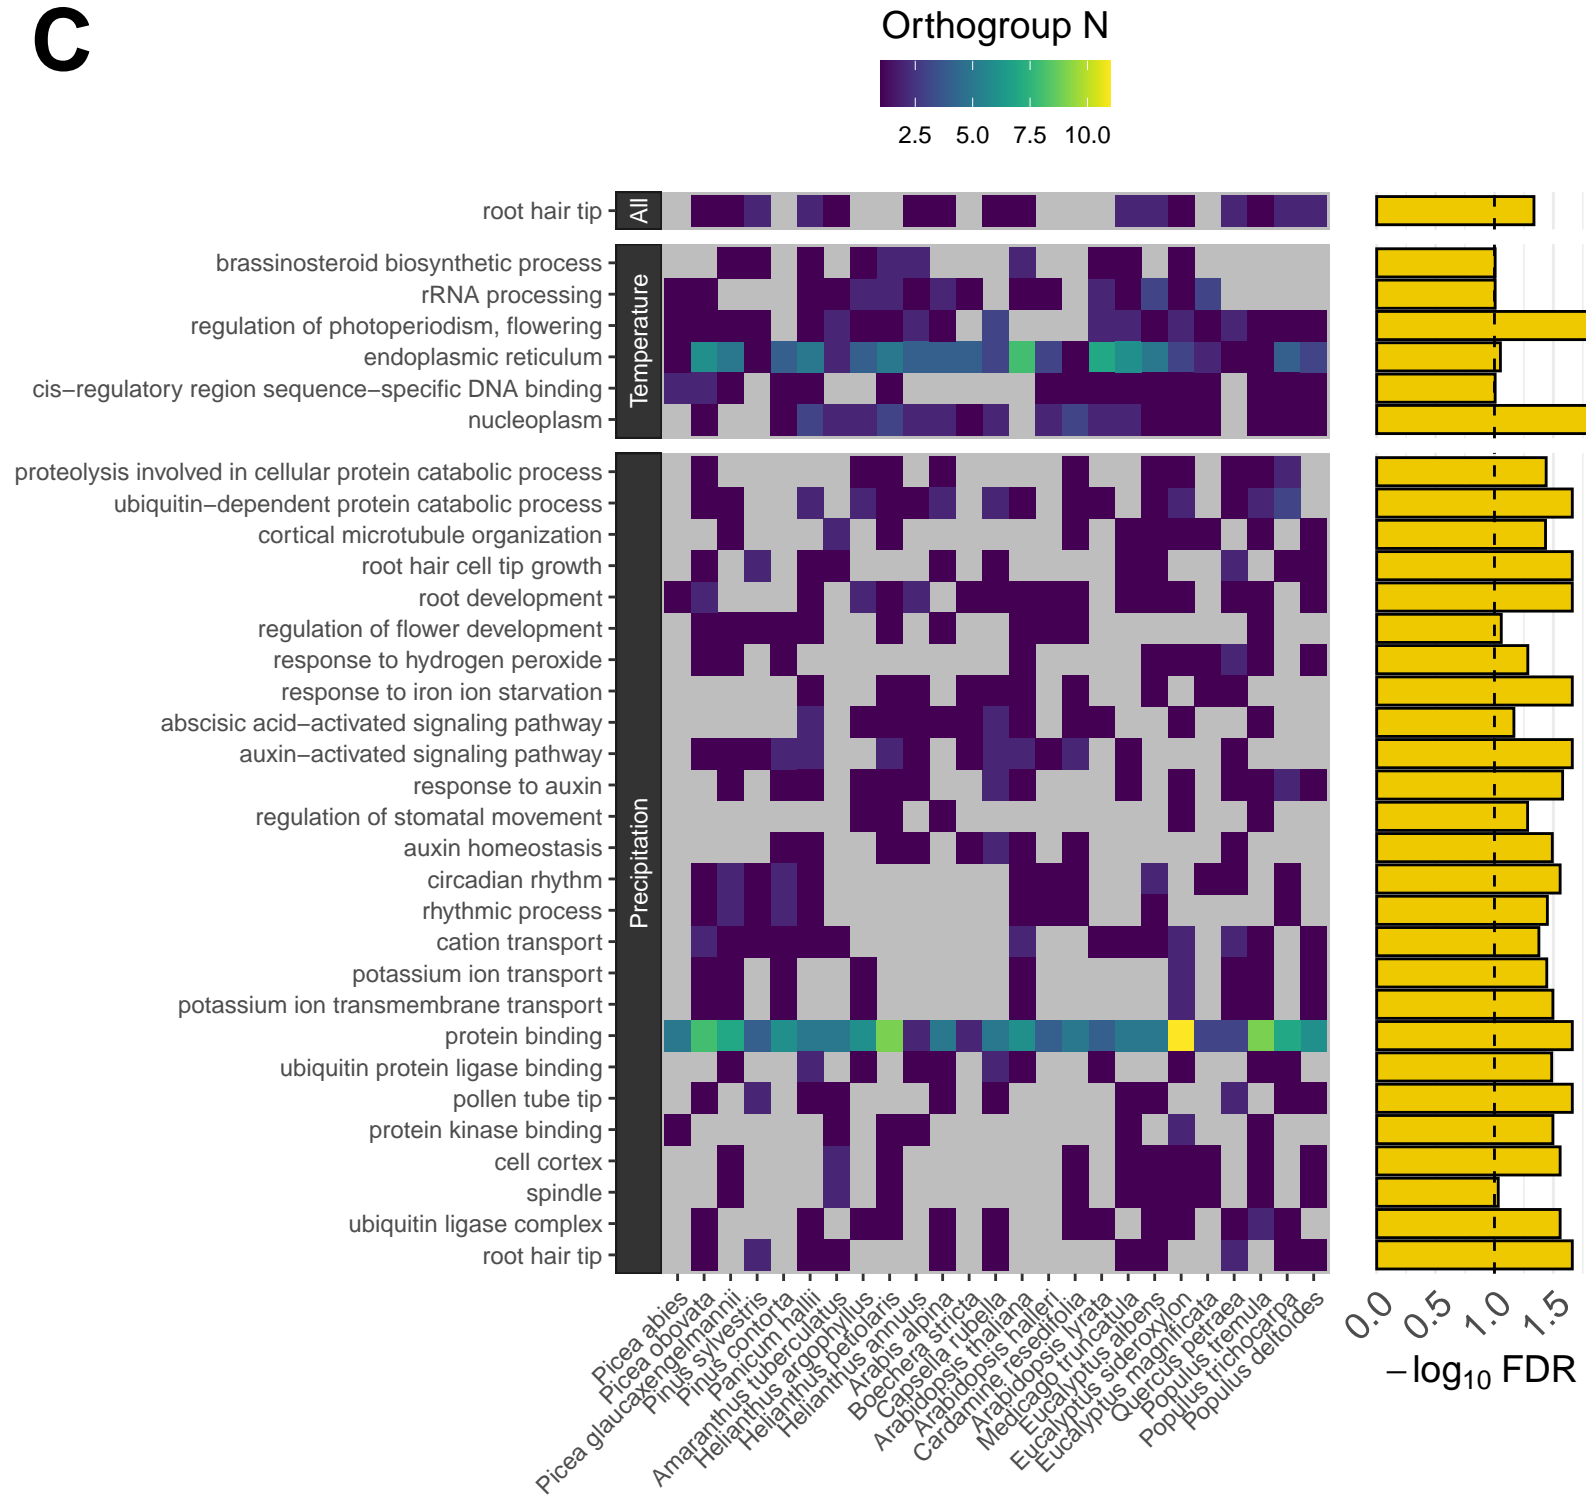 C
Orthogroup N
2.5 5.0 7.5 10.0
All
root hair tip
Temperature
brassinosteroid biosynthetic process
rRNA processing
regulation of photoperiodism, flowering
endoplasmic reticulum
cis−regulatory region sequence−specific DNA binding
nucleoplasm
Precipitation
proteolysis involved in cellular protein catabolic process
ubiquitin−dependent protein catabolic process
cortical microtubule organization
root hair cell tip growth
root development
regulation of flower development
response to hydrogen peroxide
response to iron ion starvation
abscisic acid−activated signaling pathway
auxin−activated signaling pathway
response to auxin
regulation of stomatal movement
auxin homeostasis
circadian rhythm
rhythmic process
cation transport
potassium ion transport
potassium ion transmembrane transport
protein binding
ubiquitin protein ligase binding
pollen tube tip
protein kinase binding
cell cortex
spindle
ubiquitin ligase complex
root hair tip
Picea abies
Picea obovata
Picea glaucaxengelmannii
Pinus sylvestris
Pinus contorta
Panicum hallii
Amaranthus tuberculatus
Helianthus argophyllus
Helianthus petiolaris
Helianthus annuus
Arabis alpina
Boechera stricta
Capsella rubella
Arabidopsis thaliana
Arabidopsis halleri
Cardamine resedifolia
Arabidopsis lyrata
Medicago truncatula
Eucalyptus albens
Eucalyptus sideroxylon
Eucalyptus magnificata
Quercus petraea
Populus tremula
Populus trichocarpa
Populus deltoides
0.0 0.5 1.0 1.5
−log10 FDR